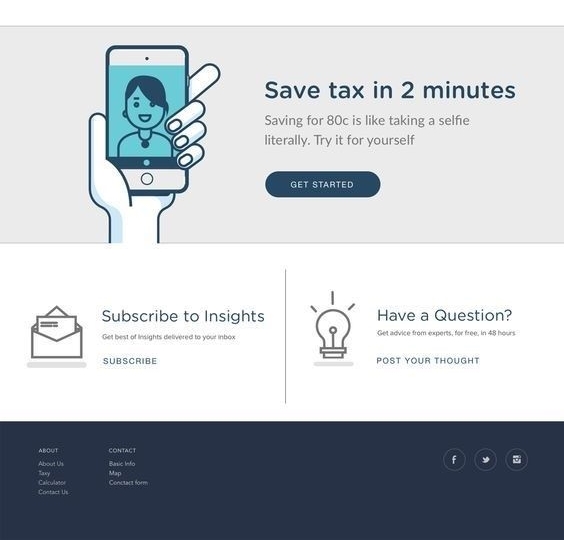 Save tax in 2 minutes
Saving for 80c is like taking a selfie
literally. Try it for yourself
GET STARTED
Subscribe to Insights
Get best of Insights delivered to your inbox
SUBSCRIBE
Have a Question?
Get advice from experts, for free, in 48 hours
POST YOUR THOUGHT
ABOUT
About Us
Taxy
Calculator
Contact Us
CONTACT
Basic Info
Map
Conctact form